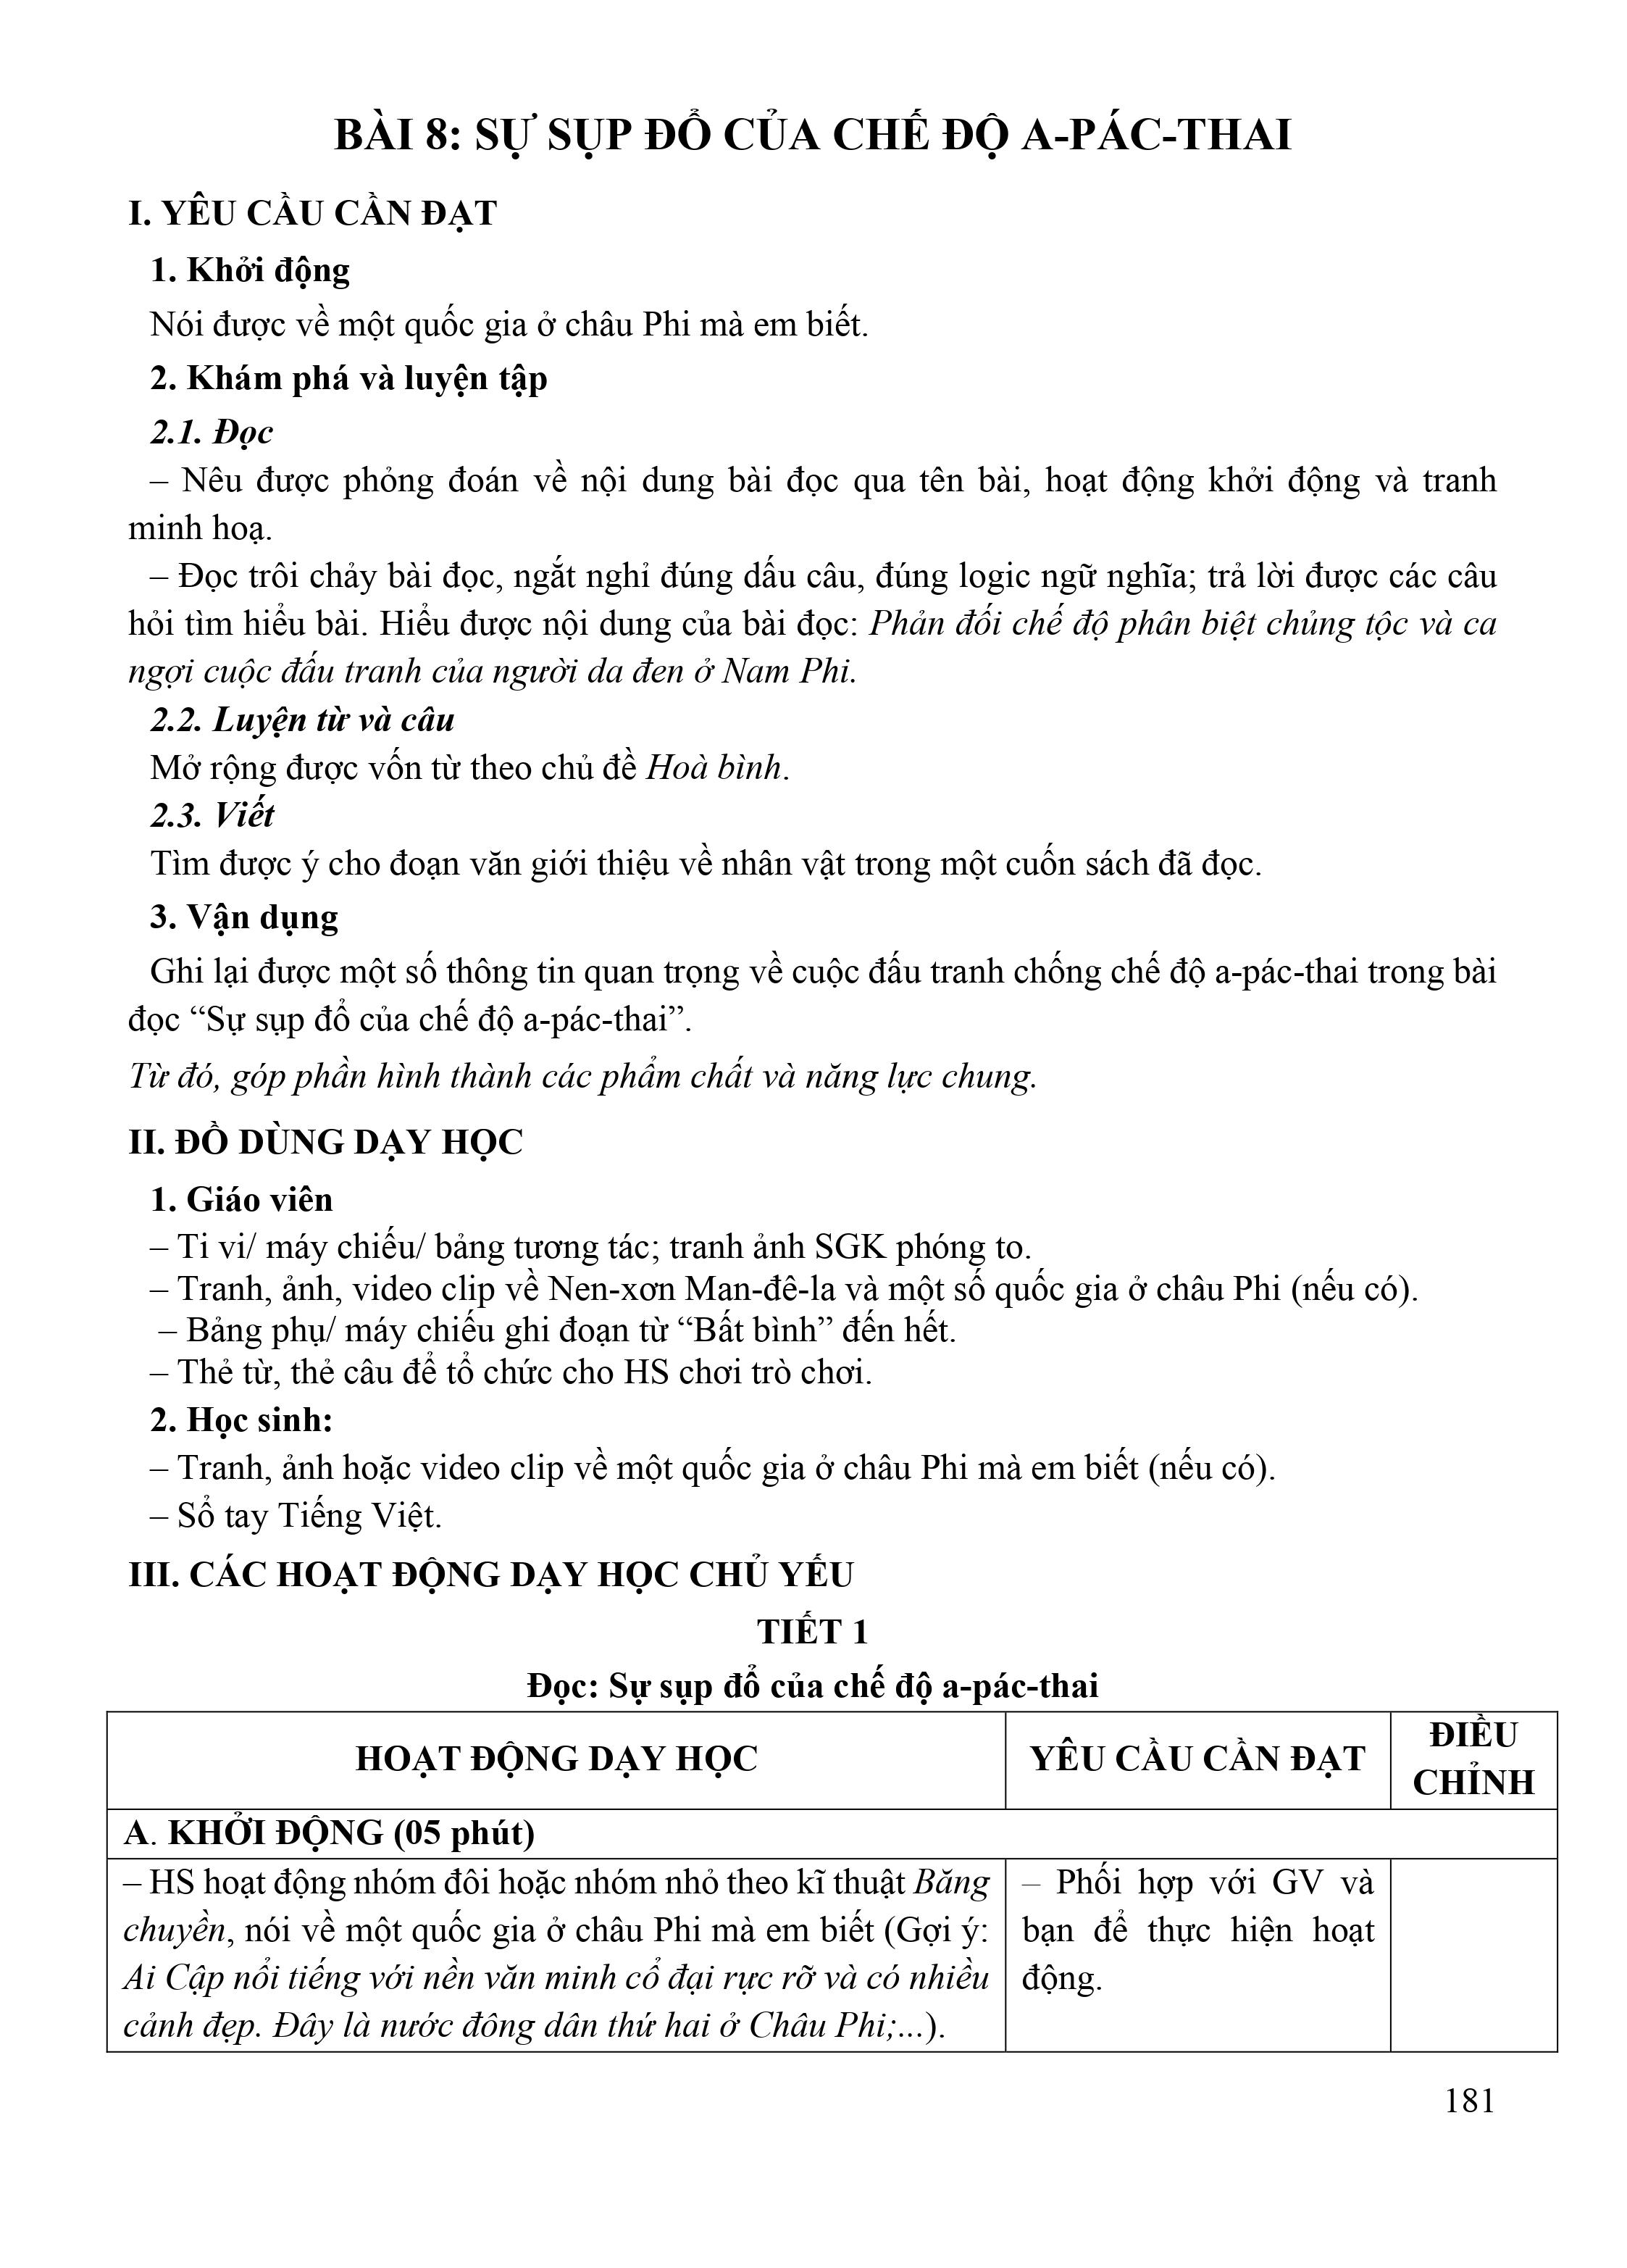 BÀI 8: SỰ SỤP ĐỔ CỦA CHẾ ĐỘ A-PÁC-THAI
I. YÊU CẦU CẦN ĐẠT
1. Khởi động
Nói được về một quốc gia ở châu Phi mà em biết.
2. Khám phá và luyện tập
2.1. Đọc
– Nêu được phỏng đoán về nội dung bài đọc qua tên bài, hoạt động khởi động và tranh
minh hoạ.
– Đọc trôi chảy bài đọc, ngắt nghỉ đúng dấu câu, đúng logic ngữ nghĩa; trả lời được các câu
hỏi tìm hiểu bài. Hiểu được nội dung của bài đọc: Phản đối chế độ phân biệt chủng tộc và ca
ngợi cuộc đấu tranh của người da đen ở Nam Phi.
2.2. Luyện từ và câu
Mở rộng được vốn từ theo chủ đề Hoà bình.
2.3. Viết
Tìm được ý cho đoạn văn giới thiệu về nhân vật trong một cuốn sách đã đọc.
3. Vận dụng
Ghi lại được một số thông tin quan trọng về cuộc đấu tranh chống chế độ a-pác-thai trong bài
đọc “Sự sụp đổ của chế độ a-pác-thai”.
Từ đó, góp phần hình thành các phẩm chất và năng lực chung.
II. ĐỒ DÙNG DẠY HỌC
1. Giáo viên
– Ti vi/ máy chiếu/ bảng tương tác; tranh ảnh SGK phóng to.
– Tranh, ảnh, video clip về Nen-xơn Man-đê-la và một số quốc gia ở châu Phi (nếu có).
– Bảng phụ/ máy chiếu ghi đoạn từ “Bất bình” đến hết.
– Thẻ từ, thẻ câu để tổ chức cho HS chơi trò chơi.
2. Học sinh:
– Tranh, ảnh hoặc video clip về một quốc gia ở châu Phi mà em biết (nếu có).
– Sổ tay Tiếng Việt.
III. CÁC HOẠT ĐỘNG DẠY HỌC CHỦ YẾU
TIẾT 1
Đọc: Sự sụp đổ của chế độ a-pác-thai
HOẠT ĐỘNG DẠY HỌC
YÊU CẦU CẦN ĐẠT
ĐIỀU
CHỈNH
A. KHỞI ĐỘNG (05 phút)
– HS hoạt động nhóm đôi hoặc nhóm nhỏ theo kĩ thuật Băng
chuyền, nói về một quốc gia ở châu Phi mà em biết (Gợi ý:
Ai Cập nổi tiếng với nền văn minh cổ đại rực rỡ và có nhiều
cảnh đẹp. Đây là nước đông dân thứ hai ở Châu Phi;...).
– Phối hợp với GV và
bạn để thực hiện hoạt
động.
181